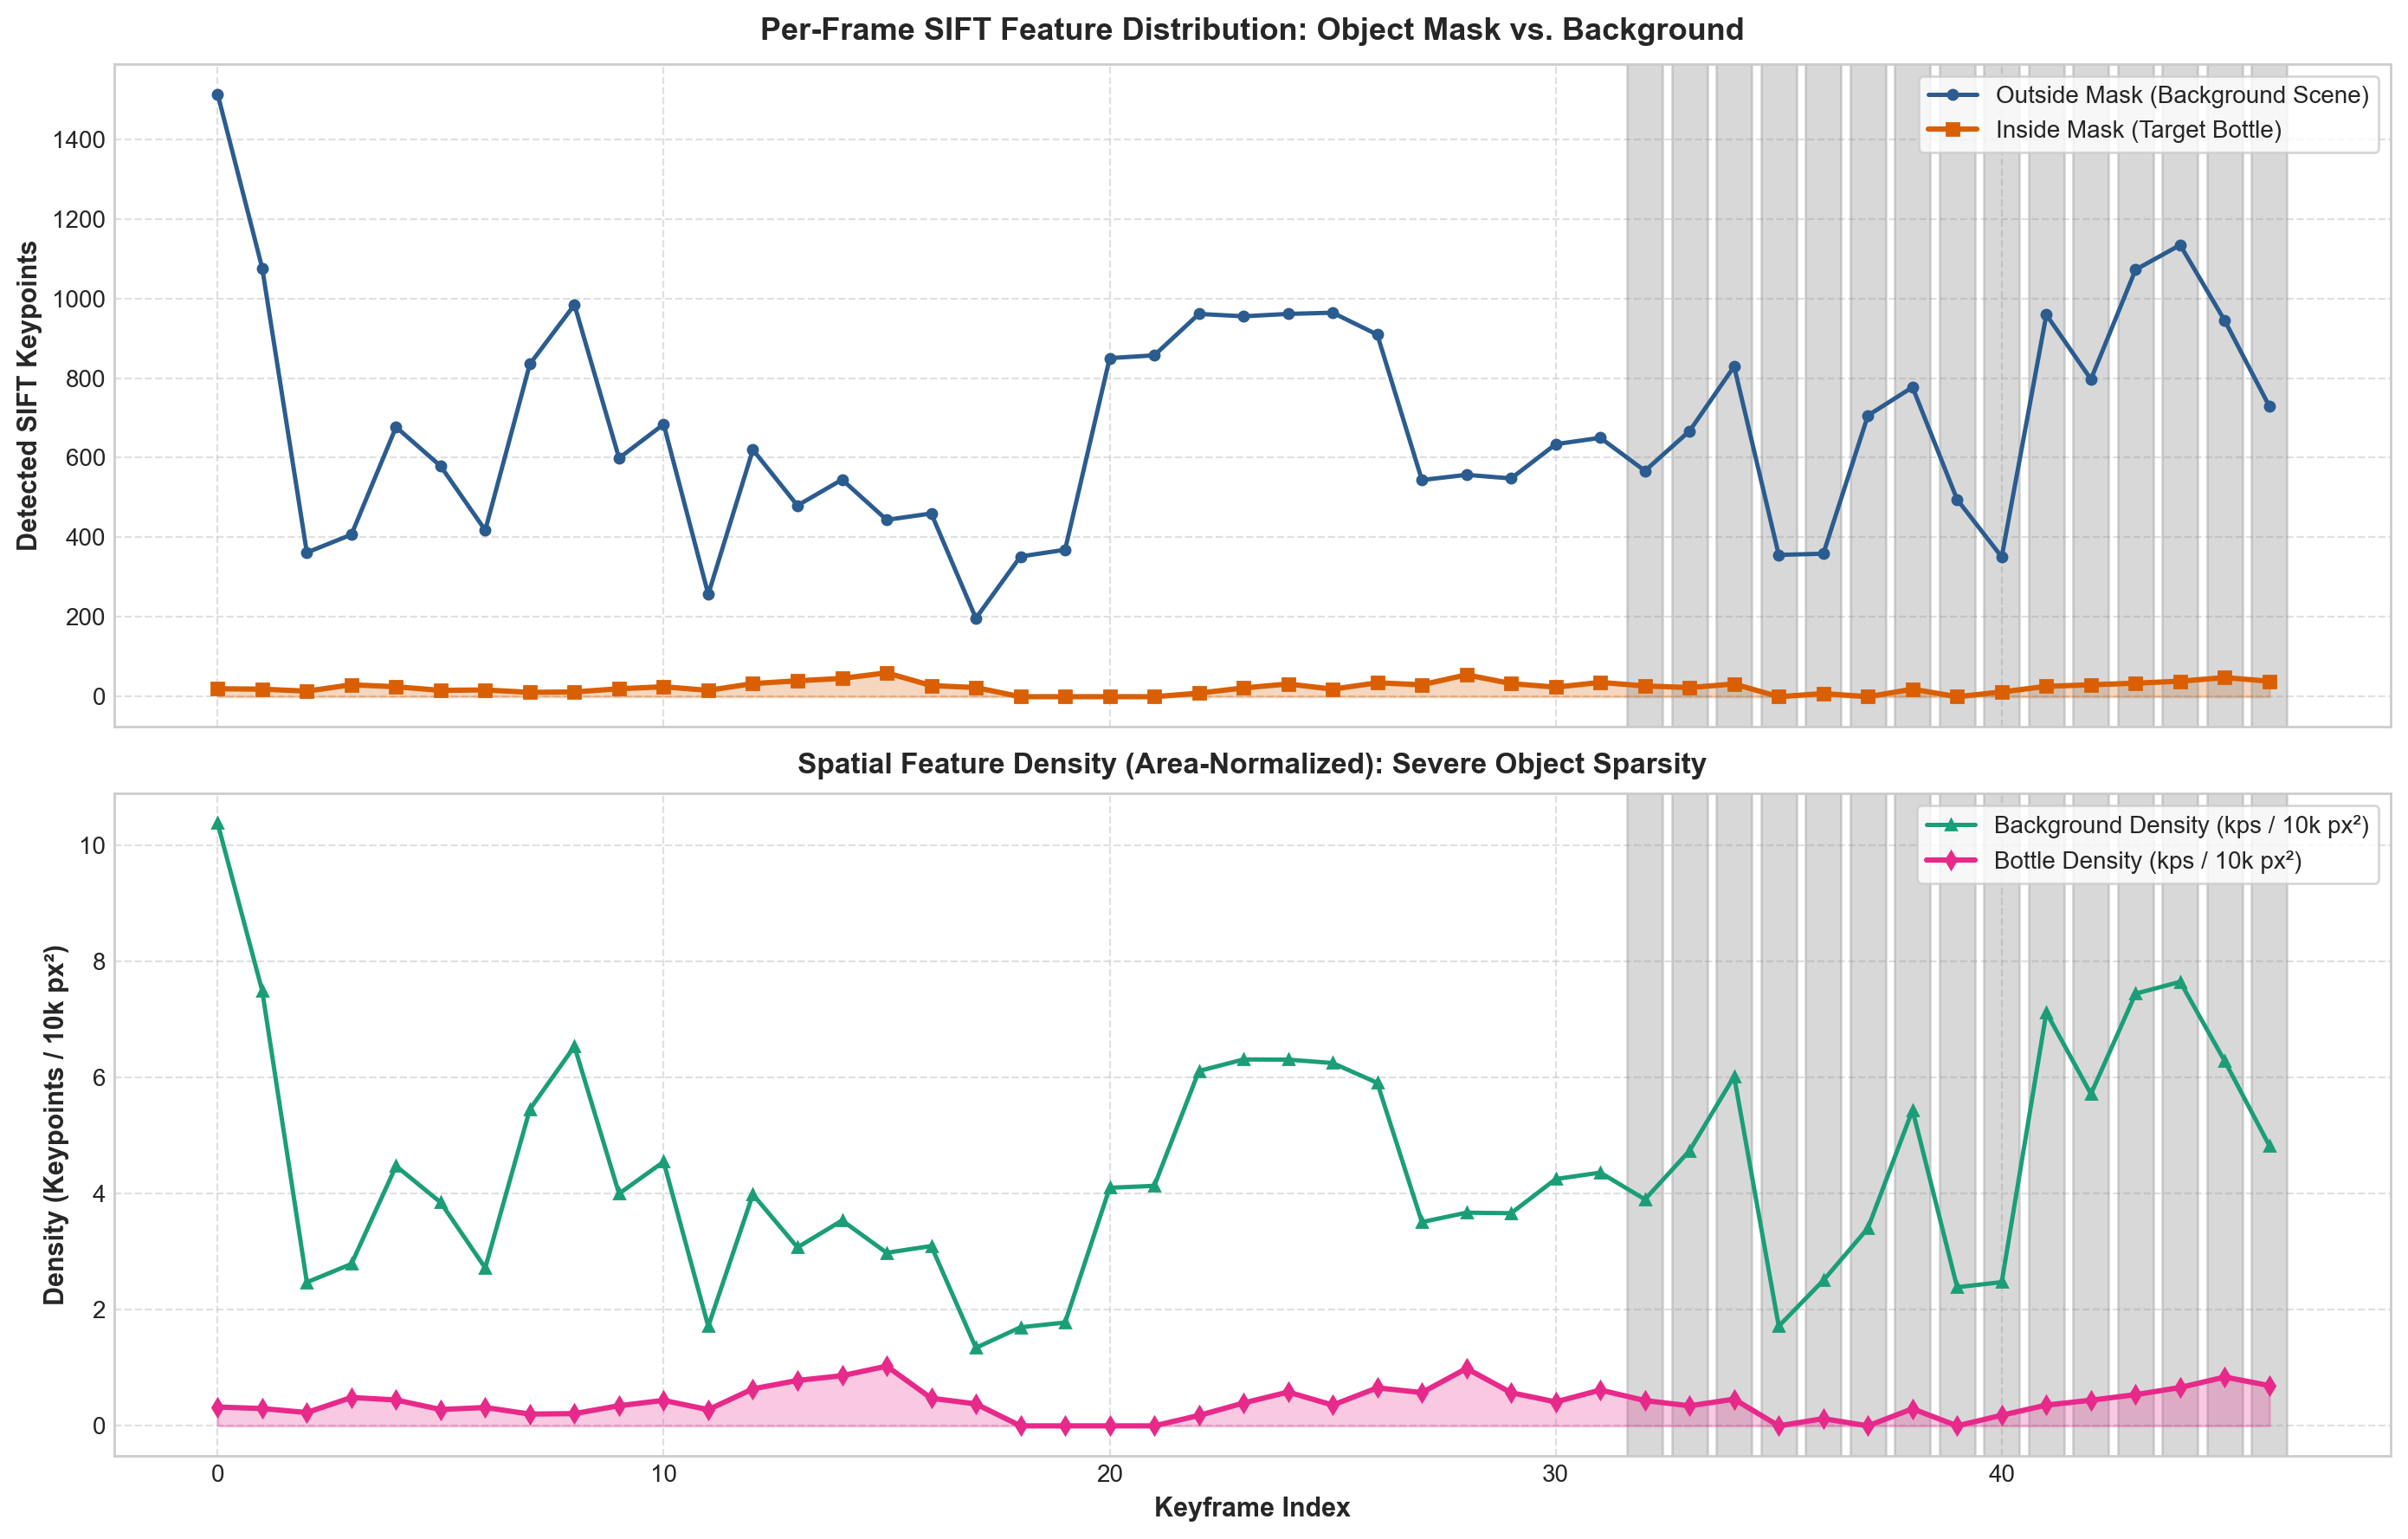 Per-Frame SIFT Feature Distribution: Object Mask vs. Background
Detected SIFT Keypoints
1400
1200
1000
800
600
400
200
0
Outside Mask (Background Scene)
Inside Mask (Target Bottle)
Spatial Feature Density (Area-Normalized): Severe Object Sparsity
Density (Keypoints / 10k px²)
10
8
6
4
2
0
Background Density (kps / 10k px²)
Bottle Density (kps / 10k px²)
0 10 20 30 40
Keyframe Index